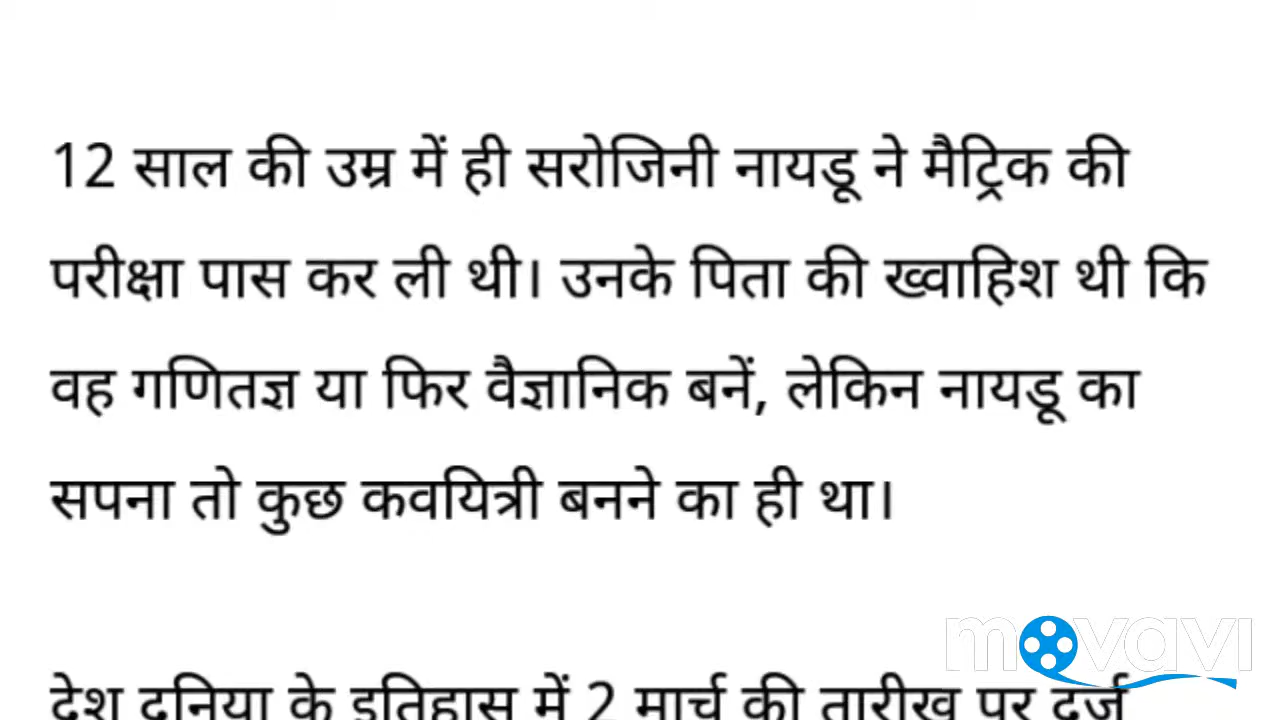 12 साल की उम्र में ही सरोजिनी नायडू ने मैट्रिक की
परीक्षा पास कर ली थी। उनके पिता की ख्वाहिश थी कि
वह गणितज्ञ या फिर वैज्ञानिक बनें, लेकिन नायडू का
सपना तो कुछ कवयित्री बनने का ही था।
movavi
देश दुनिया के इतिहास में 2 मार्च की तारीख पर दर्ज